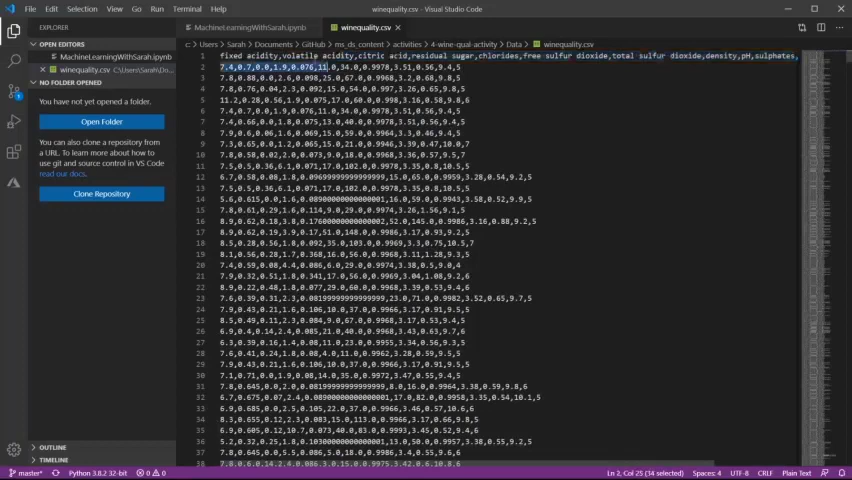 File Edit Selection View Go Run Terminal Help
winequality.csv - Visual Studio Code
EXPLORER
OPEN EDITORS
MachineLearningWithSarah.ipynb
winequality.csv C:\Users\Sarah\Do...
NO FOLDER OPENED
You have not yet opened a folder.
Open Folder
You can also clone a repository
from a URL. To learn more about how to
use git and source control in VS Code
read our docs.
Clone Repository
OUTLINE
TIMELINE
MachineLearningWithSarah.ipynb
winequality.csv
c: > Users > Sarah > Documents > GitHub > ms_ds_content > activities > 4-wine-qual-activity > Data > winequality.csv
1 fixed acidity,volatile acidity,citric acid,residual sugar,chlorides,free sulfur dioxide,total sulfur dioxide,density,pH,sulphates,
2 7.4,0.7,0.0,1.9,0.076,11.0,34.0,0.9978,3.51,0.56,9.4,5
3 7.8,0.88,0.0,2.6,0.098,25.0,67.0,0.9968,3.2,0.68,9.8,5
4 7.8,0.76,0.04,2.3,0.092,15.0,54.0,0.997,3.26,0.65,9.8,5
5 11.2,0.28,0.56,1.9,0.075,17.0,60.0,0.998,3.16,0.58,9.8,6
6 7.4,0.7,0.0,1.9,0.076,11.0,34.0,0.9978,3.51,0.56,9.4,5
7 7.4,0.66,0.0,1.8,0.075,13.0,40.0,0.9978,3.51,0.56,9.4,5
8 7.9,0.6,0.06,1.6,0.069,15.0,59.0,0.9964,3.3,0.46,9.4,5
9 7.3,0.65,0.0,1.2,0.065,15.0,21.0,0.9946,3.39,0.47,10.0,7
10 7.8,0.58,0.02,2.0,0.073,9.0,18.0,0.9968,3.36,0.57,9.5,7
11 7.5,0.5,0.36,6.1,0.071,17.0,102.0,0.9978,3.35,0.8,10.5,5
12 6.7,0.58,0.08,1.8,0.09699999999999999,15.0,65.0,0.9959,3.28,0.54,9.2,5
13 7.5,0.5,0.36,6.1,0.071,17.0,102.0,0.9978,3.35,0.8,10.5,5
14 5.6,0.615,0.0,1.6,0.08900000000000001,16.0,59.0,0.9943,3.58,0.52,9.9,5
15 7.8,0.61,0.29,1.6,0.114,9.0,29.0,0.9974,3.26,1.56,9.1,5
16 8.9,0.62,0.18,3.8,0.17600000000000002,52.0,145.0,0.9986,3.16,0.88,9.2,5
17 8.9,0.62,0.19,3.9,0.17,51.0,148.0,0.9986,3.17,0.93,9.2,5
18 8.5,0.28,0.56,1.8,0.092,35.0,103.0,0.9969,3.3,0.75,10.5,7
19 8.1,0.56,0.28,1.7,0.368,16.0,56.0,0.9968,3.11,1.28,9.3,5
20 7.4,0.59,0.08,4.4,0.086,6.0,29.0,0.9974,3.38,0.5,9.0,4
21 7.9,0.32,0.51,1.8,0.341,17.0,56.0,0.9969,3.04,1.08,9.2,6
22 8.9,0.22,0.48,1.8,0.077,29.0,60.0,0.9968,3.39,0.53,9.4,6
23 7.6,0.39,0.31,2.3,0.08199999999999999,23.0,71.0,0.9982,3.52,0.65,9.7,5
24 7.9,0.43,0.21,1.6,0.106,10.0,37.0,0.9966,3.17,0.91,9.5,5
25 8.5,0.49,0.11,2.3,0.084,9.0,67.0,0.9968,3.17,0.53,9.4,5
26 6.9,0.4,0.14,2.4,0.085,21.0,40.0,0.9968,3.43,0.63,9.7,6
27 6.3,0.39,0.16,1.4,0.08,11.0,23.0,0.9955,3.34,0.56,9.3,5
28 7.6,0.41,0.24,1.8,0.08,4.0,11.0,0.9962,3.28,0.59,9.5,5
29 7.9,0.43,0.21,1.6,0.106,10.0,37.0,0.9966,3.17,0.91,9.5,5
30 7.1,0.71,0.0,1.9,0.08,14.0,35.0,0.9972,3.47,0.55,9.4,5
31 7.8,0.645,0.0,2.0,0.08199999999999999,8.0,16.0,0.9964,3.38,0.59,9.8,6
32 6.7,0.675,0.07,2.4,0.08900000000000001,17.0,82.0,0.9958,3.35,0.54,10.1,5
33 6.9,0.685,0.0,2.5,0.105,22.0,37.0,0.9966,3.46,0.57,10.6,6
34 8.3,0.655,0.12,2.3,0.083,15.0,113.0,0.9966,3.17,0.66,9.8,5
35 6.9,0.605,0.12,10.7,0.073,40.0,83.0,0.9993,3.45,0.52,9.4,6
36 5.2,0.32,0.25,1.8,0.10300000000000001,13.0,50.0,0.9957,3.38,0.55,9.2,5
37 7.8,0.645,0.0,5.5,0.086,5.0,18.0,0.9986,3.4,0.55,9.6,6
38 7.8,0.6,0.14,2.4,0.086,3.0,15.0,0.9975,3.42,0.6,10.8,6
master* Python 3.8.2 32-bit 0 0 Ln 2, Col 25 (14 selected) Spaces: 4 UTF-8 CRLF Plain Text